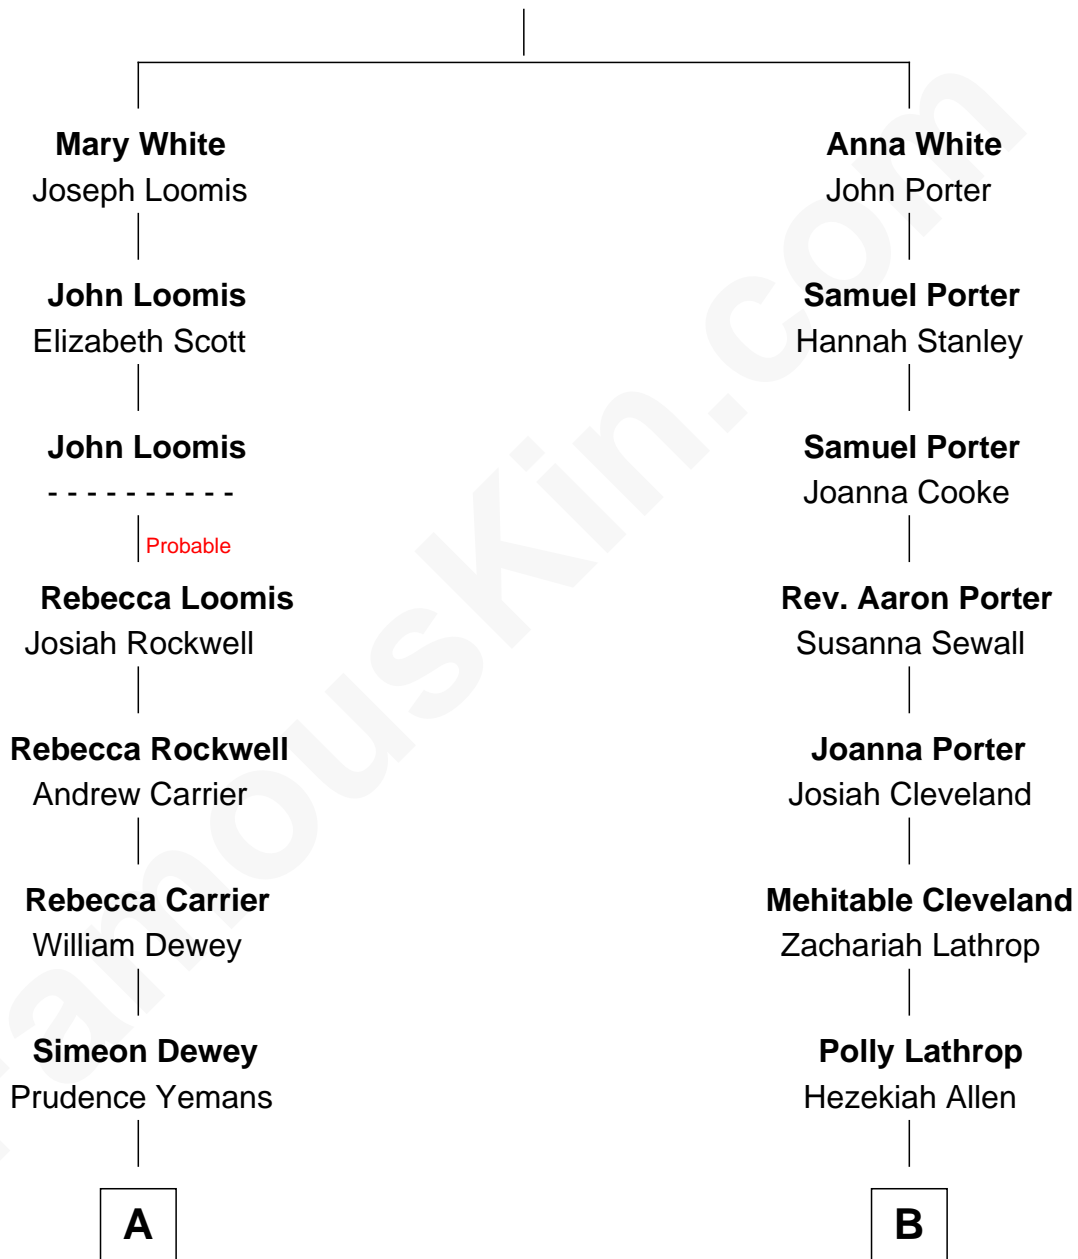 Mary White
Joseph Loomis
John Loomis
Elizabeth Scott
John Loomis
- - - - - - - - - -
Probable
Rebecca Loomis
Josiah Rockwell
Rebecca Rockwell
Andrew Carrier
Rebecca Carrier
William Dewey
Simeon Dewey
Prudence Yemans
A
Anna White
John Porter
Samuel Porter
Hannah Stanley
Samuel Porter
Joanna Cooke
Rev. Aaron Porter
Susanna Sewall
Joanna Porter
Josiah Cleveland
Mehitable Cleveland
Zachariah Lathrop
Polly Lathrop
Hezekiah Allen
B
FamousKin.com